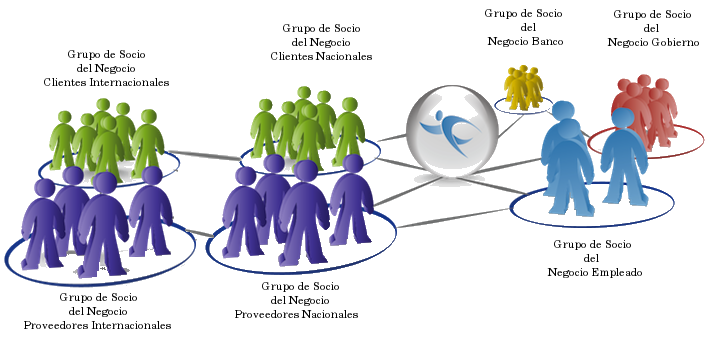 Grupo de Socio
del Negocio
Clientes Internacionales
Grupo de Socio
del Negocio
Clientes Nacionales
Grupo de Socio
del
Negocio Banco
Grupo de Socio
del
Negocio Gobierno
Grupo de Socio
del Negocio
Proveedores Internacionales
Grupo de Socio
del Negocio
Proveedores Nacionales
Grupo de Socio
del
Negocio Empleado